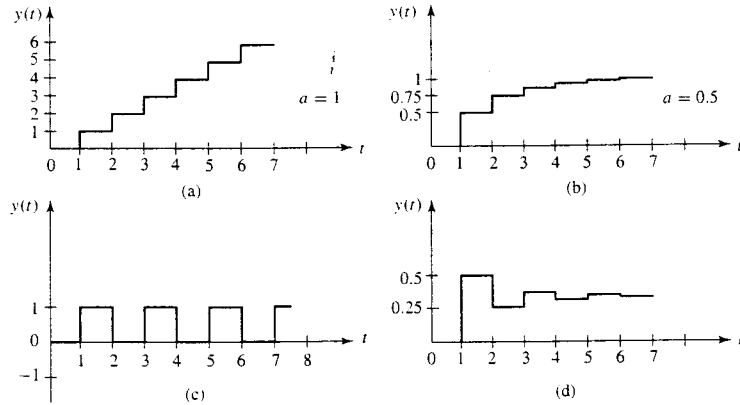 y(t)
6
5
4
3
2
1
a = 1
0 1 2 3 4 5 6 7 t
(a)
y(t)
1
0.75
0.5
a = 0.5
0 1 2 3 4 5 6 7 t
(b)
y(t)
1
0
−1
1 2 3 4 5 6 7 8 t
(c)
y(t)
0.5
0.25
0 1 2 3 4 5 6 7 t
(d)